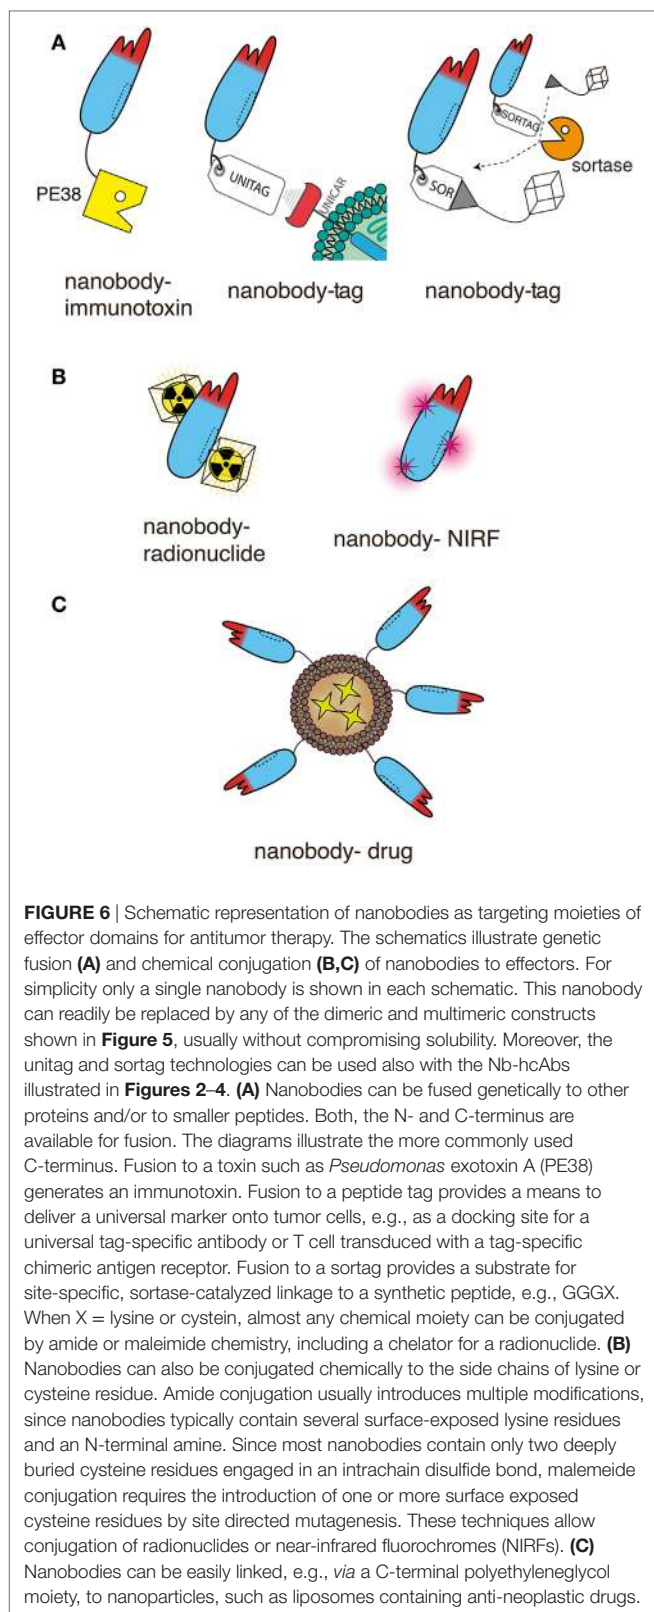 A
PE38
UNITAG
UNICAR
SORTAG
sortase
SOR
nanobody-
immunotoxin
nanobody-tag
nanobody-tag
B
nanobody-
radionuclide
nanobody- NIRF
C
nanobody- drug
FIGURE 6 | Schematic representation of nanobodies as targeting moieties of
effector domains for antitumor therapy. The schematics illustrate genetic
fusion (A) and chemical conjugation (B,C) of nanobodies to effectors. For
simplicity only a single nanobody is shown in each schematic. This nanobody
can readily be replaced by any of the dimeric and multimeric constructs
shown in Figure 5, usually without compromising solubility. Moreover, the
unitag and sortag technologies can be used also with the Nb-hcAbs
illustrated in Figures 2–4. (A) Nanobodies can be fused genetically to other
proteins and/or to smaller peptides. Both, the N- and C-terminus are
available for fusion. The diagrams illustrate the more commonly used
C-terminus. Fusion to a toxin such as Pseudomonas exotoxin A (PE38)
generates an immunotoxin. Fusion to a peptide tag provides a means to
deliver a universal marker onto tumor cells, e.g., as a docking site for a
universal tag-specific antibody or T cell transduced with a tag-specific
chimeric antigen receptor. Fusion to a sortag provides a substrate for
site-specific, sortase-catalyzed linkage to a synthetic peptide, e.g., GGGX.
When X = lysine or cystein, almost any chemical moiety can be conjugated
by amide or maleimide chemistry, including a chelator for a radionuclide. (B)
Nanobodies can also be conjugated chemically to the side chains of lysine or
cysteine residue. Amide conjugation usually introduces multiple modifications,
since nanobodies typically contain several surface-exposed lysine residues
and an N-terminal amine. Since most nanobodies contain only two deeply
buried cysteine residues engaged in an intrachain disulfide bond, malemeide
conjugation requires the introduction of one or more surface exposed
cysteine residues by site directed mutagenesis. These techniques allow
conjugation of radionuclides or near-infrared fluorochromes (NIRFs). (C)
Nanobodies can be easily linked, e.g., via a C-terminal polyethyleneglycol
moiety, to nanoparticles, such as liposomes containing anti-neoplastic drugs.